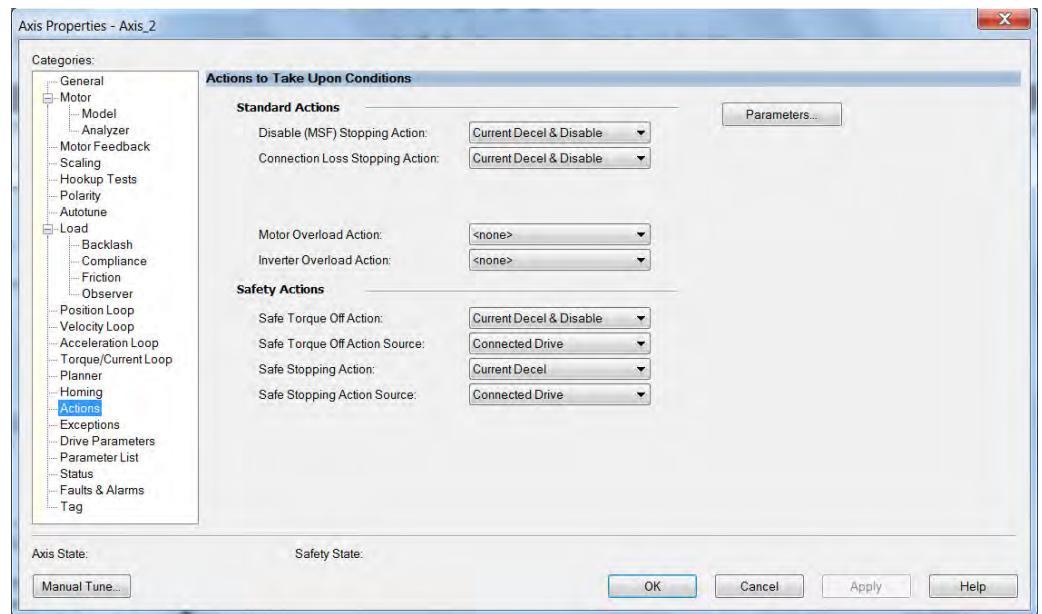 Axis Properties - Axis_2
Categories:
General
Motor
Model
Analyzer
Motor Feedback
Scaling
Hookup Tests
Polarity
Autotune
Load
Backlash
Compliance
Friction
Observer
Position Loop
Velocity Loop
Acceleration Loop
Torque/Current Loop
Planner
Homing
Actions
Exceptions
Drive Parameters
Parameter List
Status
Faults & Alarms
Tag
Actions to Take Upon Conditions
Standard Actions
Parameters...
Disable (MSF) Stopping Action: Current Decel & Disable
Connection Loss Stopping Action: Current Decel & Disable
Motor Overload Action: <none>
Inverter Overload Action: <none>
Safety Actions
Safe Torque Off Action: Current Decel & Disable
Safe Torque Off Action Source: Connected Drive
Safe Stopping Action: Current Decel
Safe Stopping Action Source: Connected Drive
Axis State: Safety State:
Manual Tune... OK Cancel Apply Help